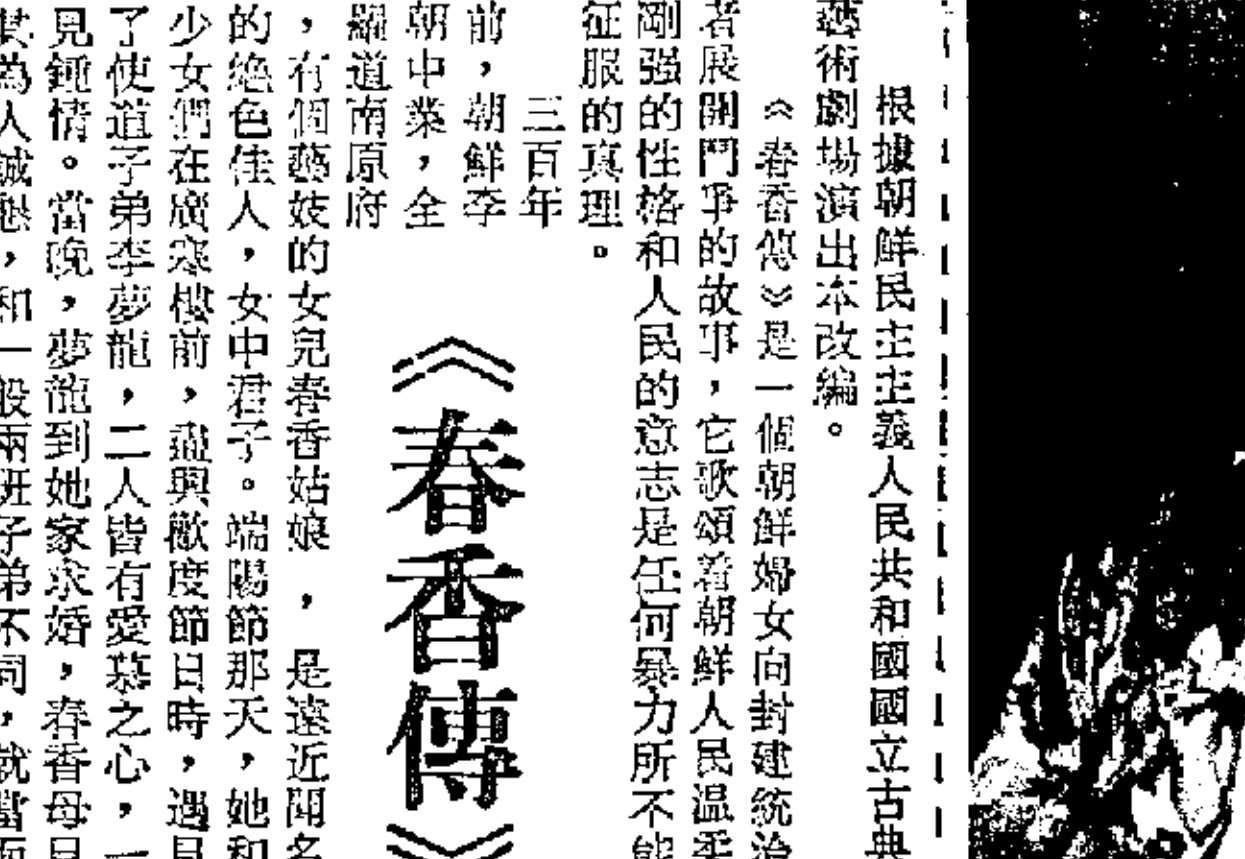 根據朝鮮民主主義人民共和國國立古典
藝術劇場演出本改編。
《春香傳》是一個朝鮮婦女向封建統治
者展開鬥爭的故事,它歌頌着朝鮮人民溫柔
剛强的性格和人民的意志是任何暴力所不能
征服的真理。
三百年
前,朝鮮李
朝中業,全
羅道南原府
《春香傳》
,有個藝妓的女兒春香姑娘,是遠近聞名
的絶色佳人,女中君子。端陽節那天,她和
少女們在廣寒樓前,盡興歡度節日時,遇見
了使道子弟李夢龍,二人皆有愛慕之心,一
見鍾情。當晚,夢龍到她家求婚,春香母見
其為人誠懇,和一般兩班子弟不同,就當面